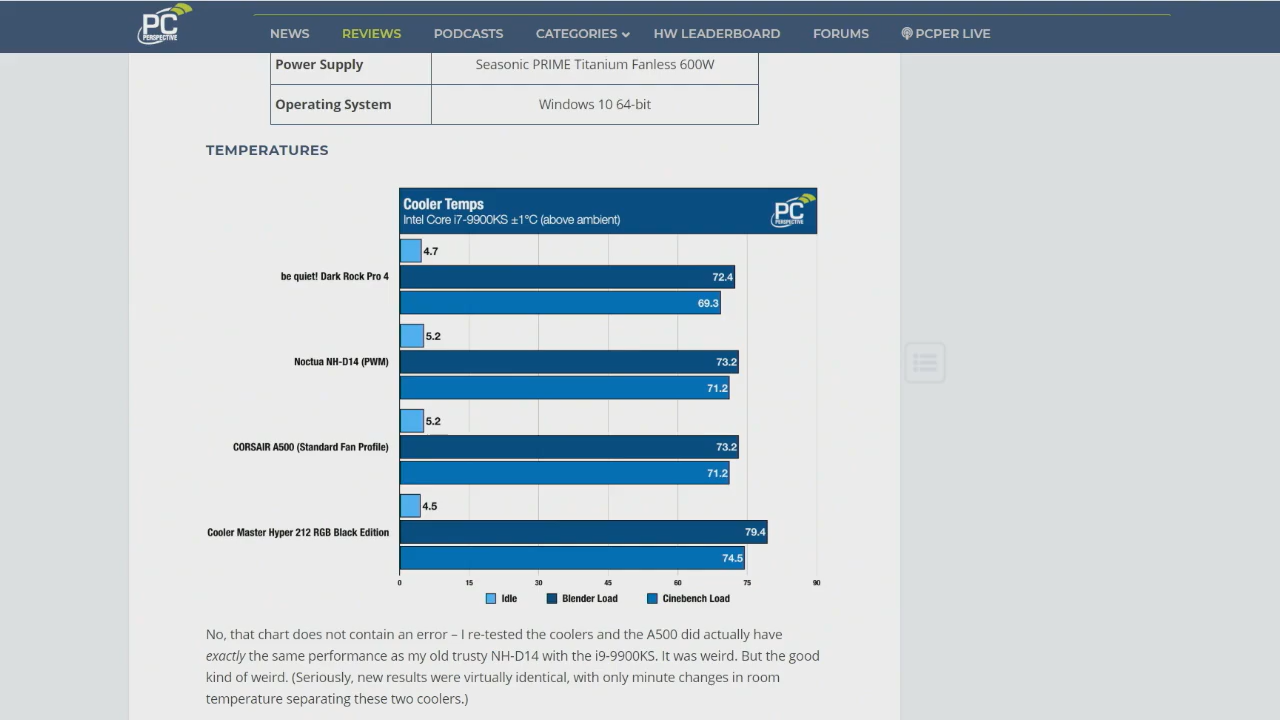 PC
PERSPECTIVE
NEWS
REVIEWS
PODCASTS
CATEGORIES
HW LEADERBOARD
FORUMS
PCPER LIVE
Power Supply
Seasonic PRIME Titanium Fanless 600W
Operating System
Windows 10 64-bit
TEMPERATURES
Cooler Temps
Intel Core i7-9900KS ±1°C (above ambient)
PC
PERSPECTIVE
be quiet! Dark Rock Pro 4
4.7
72.4
69.3
Noctua NH-D14 (PWM)
5.2
73.2
71.2
CORSAIR A500 (Standard Fan Profile)
5.2
73.2
71.2
Cooler Master Hyper 212 RGB Black Edition
4.5
79.4
74.5
0 15 30 45 60 75 90
Idle
Blender Load
Cinebench Load
No, that chart does not contain an error – I re-tested the coolers and the A500 did actually have
exactly the same performance as my old trusty NH-D14 with the i9-9900KS. It was weird. But the good
kind of weird. (Seriously, new results were virtually identical, with only minute changes in room
temperature separating these two coolers.)